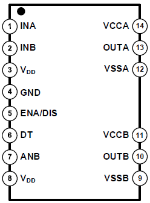 1 INA VCCA 14
2 INB OUTA 13
3 VDD VSSA 12
4 GND
5 ENA/DIS
6 DT VCCB 11
7 ANB OUTB 10
8 VDD VSSB 9